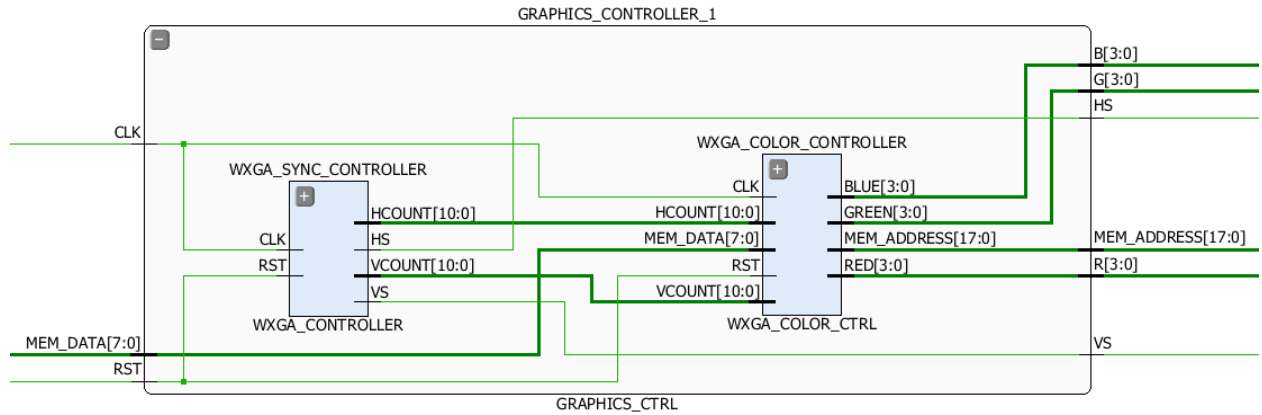 GRAPHICS_CONTROLLER_1
B[3:0]
G[3:0]
HS
CLK
WXGA_COLOR_CONTROLLER
WXGA_SYNC_CONTROLLER
CLK
BLUE[3:0]
HCOUNT[10:0]
HCOUNT[10:0]
GREEN[3:0]
CLK
HS
MEM_DATA[7:0]
MEM_ADDRESS[17:0]
MEM_ADDRESS[17:0]
RST
VCOUNT[10:0]
RST
RED[3:0]
R[3:0]
VS
VCOUNT[10:0]
WXGA_CONTROLLER
WXGA_COLOR_CTRL
MEM_DATA[7:0]
VS
RST
GRAPHICS_CTRL